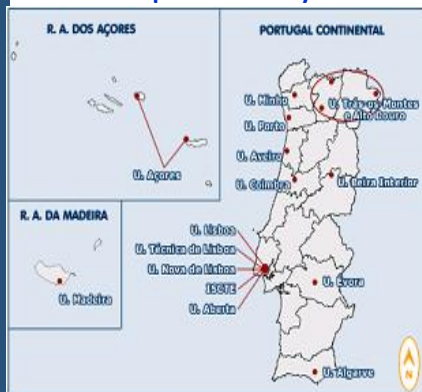 R. A. DOS AÇORES
PORTUGAL CONTINENTAL
U. Minho
U. Trás-os-Montes
e Alto Douro
U. Porto
U. Aveiro
U. Açores
U. Coimbra
U. Beira Interior
R. A. DA MADEIRA
U. Lisboa
U. Técnica de Lisboa
U. Nova de Lisboa
ISCTE
U. Aberta
U. Évora
U. Madeira
U. Algarve
N